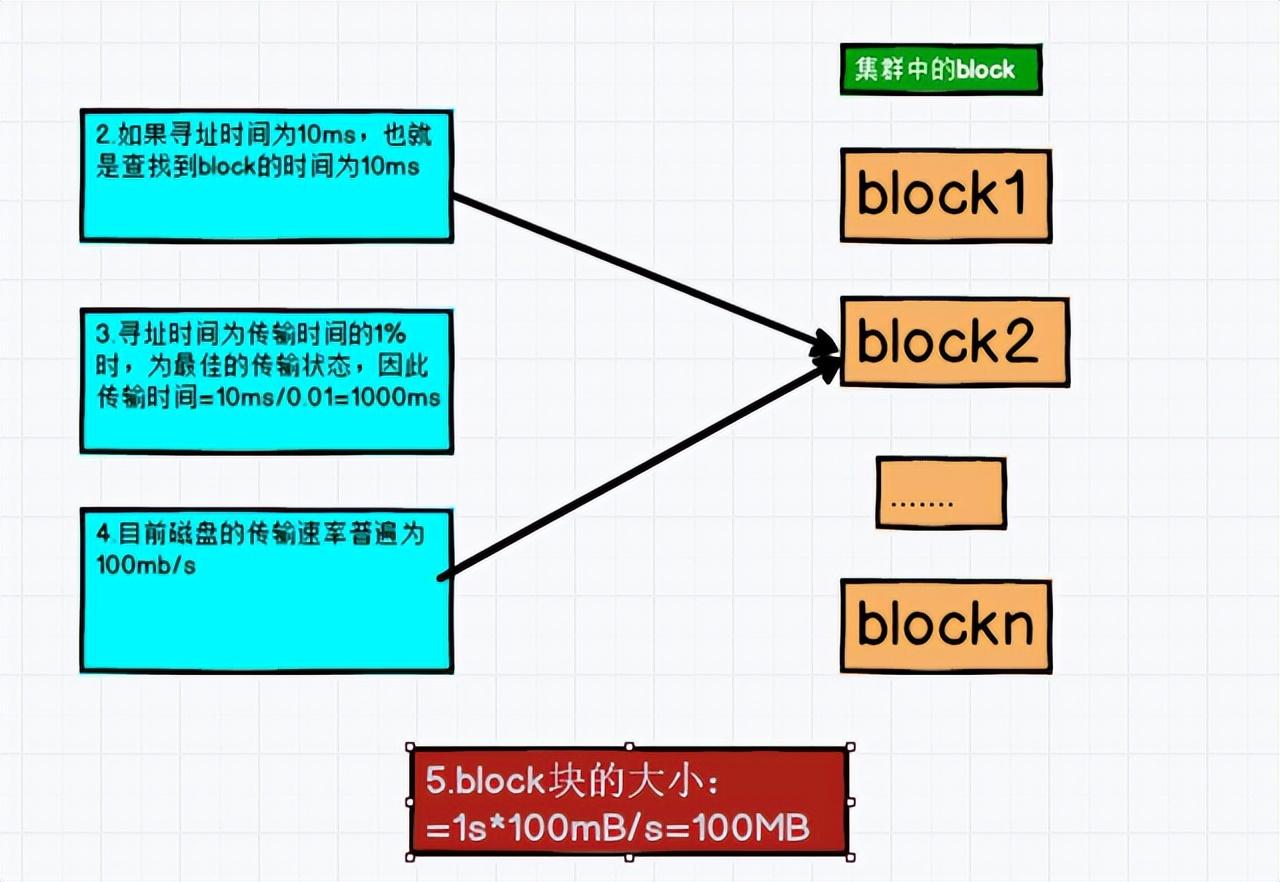 集群中的block
2.如果寻址时间为10ms，也就
是查找到block的时间为10ms
block1
3.寻址时间为传输时间的1%
时，为最佳的传输状态，因此
传输时间=10ms/0.01=1000ms
block2
.......
4.目前磁盘的传输速率普遍为
100mb/s
blockn
5.block块的大小：
=1s*100mB/s=100MB